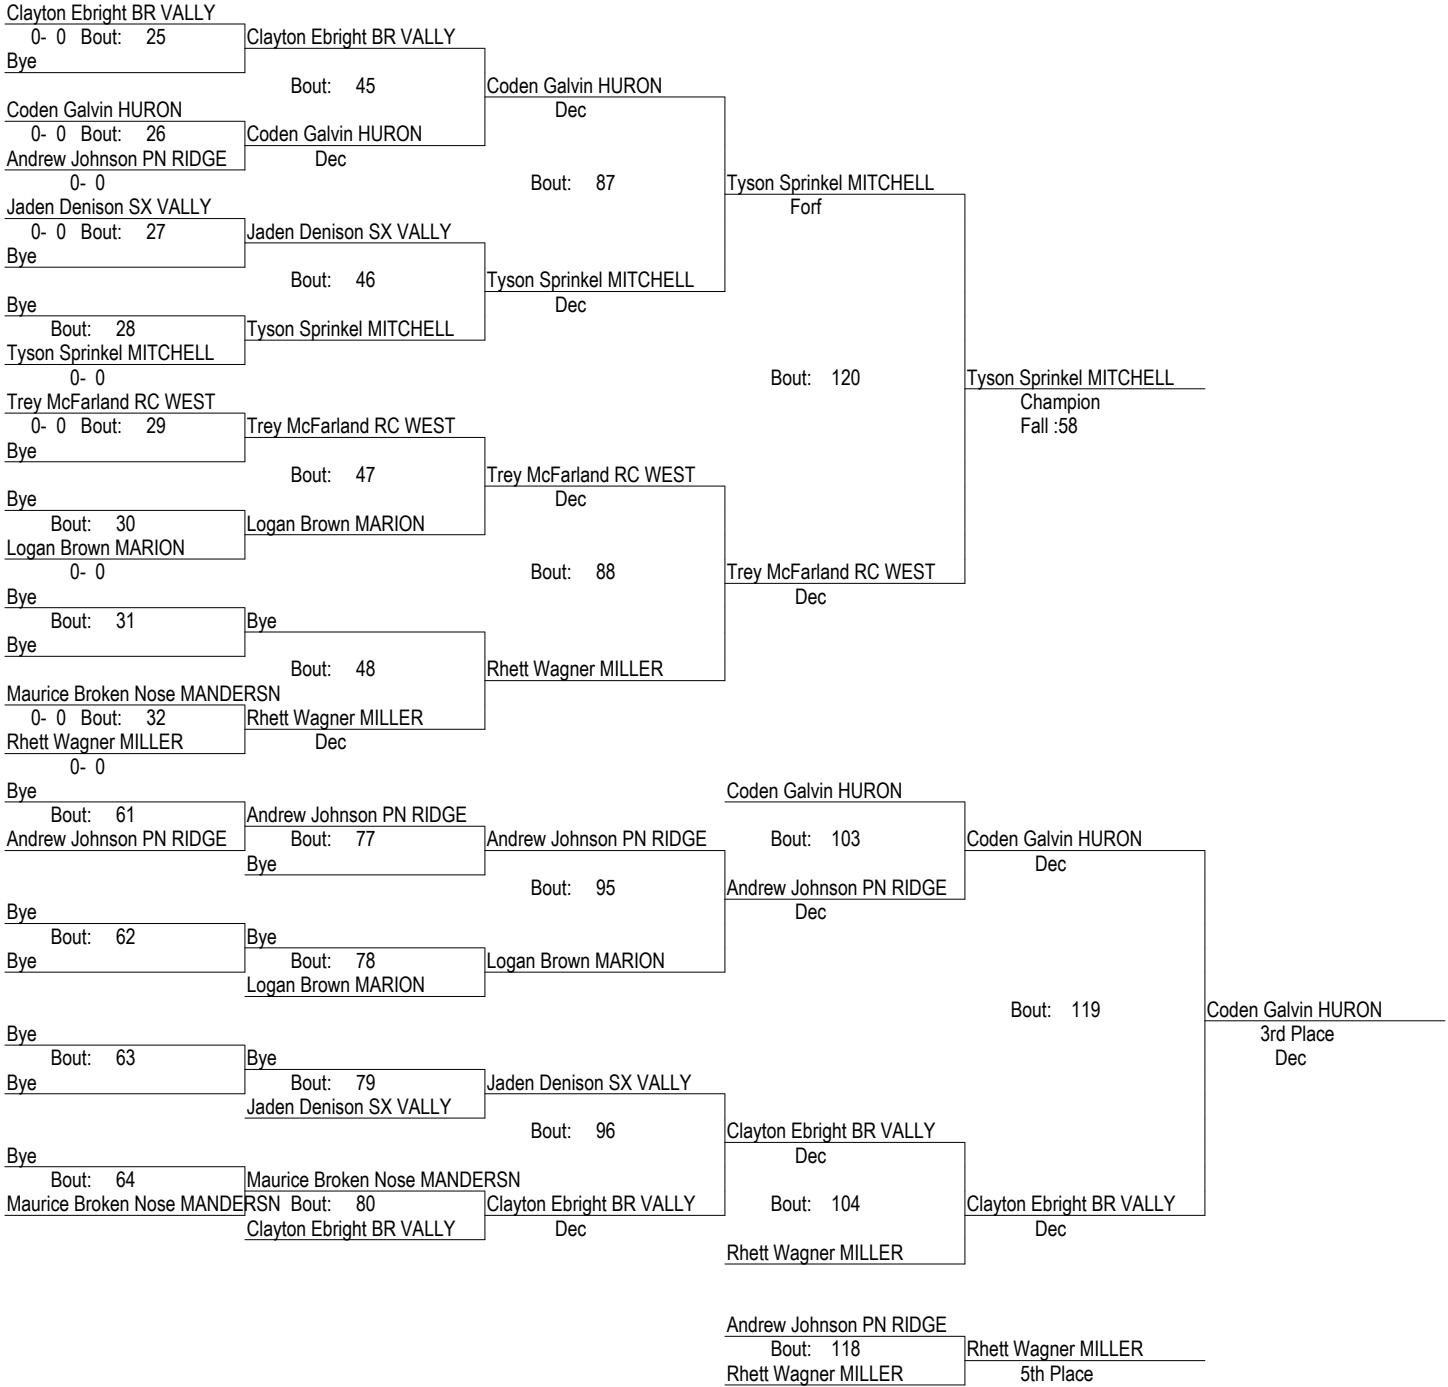 Clayton Ebright BR VALLY
0- 0 Bout: 25
Clayton Ebright BR VALLY
Bye
Bout: 45
Coden Galvin HURON
Coden Galvin HURON
Dec
0- 0 Bout: 26
Coden Galvin HURON
Andrew Johnson PN RIDGE
Dec
0- 0
Bout: 87
Tyson Sprinkel MITCHELL
Jaden Denison SX VALLY
Forf
0- 0 Bout: 27
Jaden Denison SX VALLY
Bye
Bout: 46
Tyson Sprinkel MITCHELL
Bye
Dec
Bout: 28
Tyson Sprinkel MITCHELL
Tyson Sprinkel MITCHELL
0- 0
Bout: 120
Tyson Sprinkel MITCHELL
Trey McFarland RC WEST
Champion
0- 0 Bout: 29
Trey McFarland RC WEST
Fall :58
Bye
Bout: 47
Trey McFarland RC WEST
Bye
Dec
Bout: 30
Logan Brown MARION
Logan Brown MARION
0- 0
Bout: 88
Trey McFarland RC WEST
Bye
Dec
Bout: 31
Bye
Bye
Bout: 48
Rhett Wagner MILLER
Maurice Broken Nose MANDERSN
0- 0 Bout: 32
Rhett Wagner MILLER
Rhett Wagner MILLER
Dec
0- 0
Bye
Coden Galvin HURON
Bout: 61
Andrew Johnson PN RIDGE
Andrew Johnson PN RIDGE
Bout: 77
Andrew Johnson PN RIDGE
Bout: 103
Coden Galvin HURON
Bye
Dec
Bout: 95
Andrew Johnson PN RIDGE
Bye
Dec
Bout: 62
Bye
Bye
Bout: 78
Logan Brown MARION
Logan Brown MARION
Bout: 119
Coden Galvin HURON
Bye
3rd Place
Bout: 63
Bye
Dec
Bye
Bout: 79
Jaden Denison SX VALLY
Jaden Denison SX VALLY
Bout: 96
Clayton Ebright BR VALLY
Bye
Dec
Bout: 64
Maurice Broken Nose MANDERSN
Maurice Broken Nose MANDERSN
Bout: 80
Clayton Ebright BR VALLY
Bout: 104
Clayton Ebright BR VALLY
Clayton Ebright BR VALLY
Dec
Dec
Rhett Wagner MILLER
Andrew Johnson PN RIDGE
Bout: 118
Rhett Wagner MILLER
Rhett Wagner MILLER
5th Place